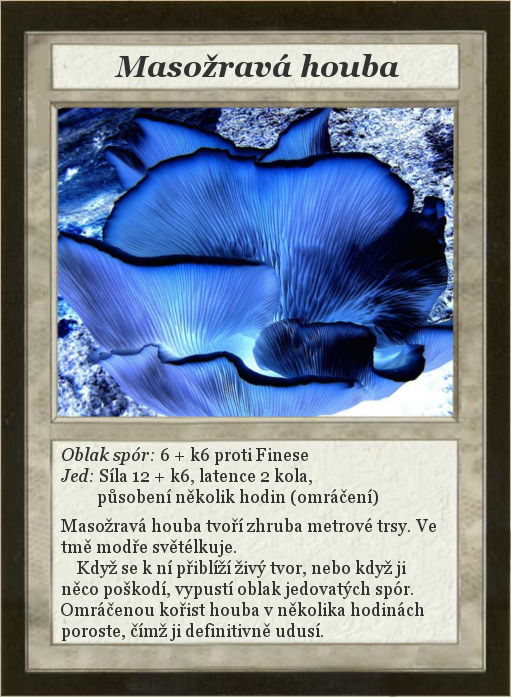 Masožravá houba
Oblak spór: 6 + k6 proti Finese
Jed: Síla 12 + k6, latence 2 kola,
působení několik hodin (omráčení)
Masožravá houba tvoří zhruba metrové trsy. Ve
tmě modře světélkuje.
Když se k ní přiblíží živý tvor, nebo když ji
něco poškodí, vypustí oblak jedovatých spór.
Omráčenou kořist houba v několika hodinách
poroste, čímž ji definitivně udusí.